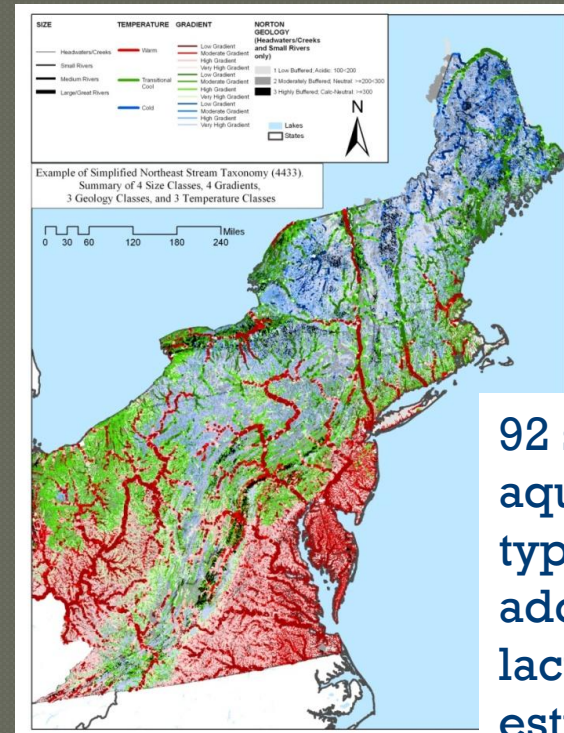 SIZE
Headwaters/Creeks
Small Rivers
Medium Rivers
Large/Great Rivers
TEMPERATURE
Warm
Transitional
Cool
Cold
GRADIENT
Low Gradient
Moderate Gradient
High Gradient
Very High Gradient
Low Gradient
Moderate Gradient
High Gradient
Very High Gradient
Low Gradient
Moderate Gradient
High Gradient
Very High Gradient
NORTON
GEOLOGY
(Headwaters/Creeks
and Small Rivers
only)
1 Low Buffered, Acidic: 100<200
2 Moderately Buffered, Neutral: >=200<300
3 Highly Buffered, Calc-Neutral: >=300
Lakes
States
N
Example of Simplified Northeast Stream Taxonomy (4433).
Summary of 4 Size Classes, 4 Gradients,
3 Geology Classes, and 3 Temperature Classes
Miles
0 30 60 120 180 240
92
aqu
typ
add
lac